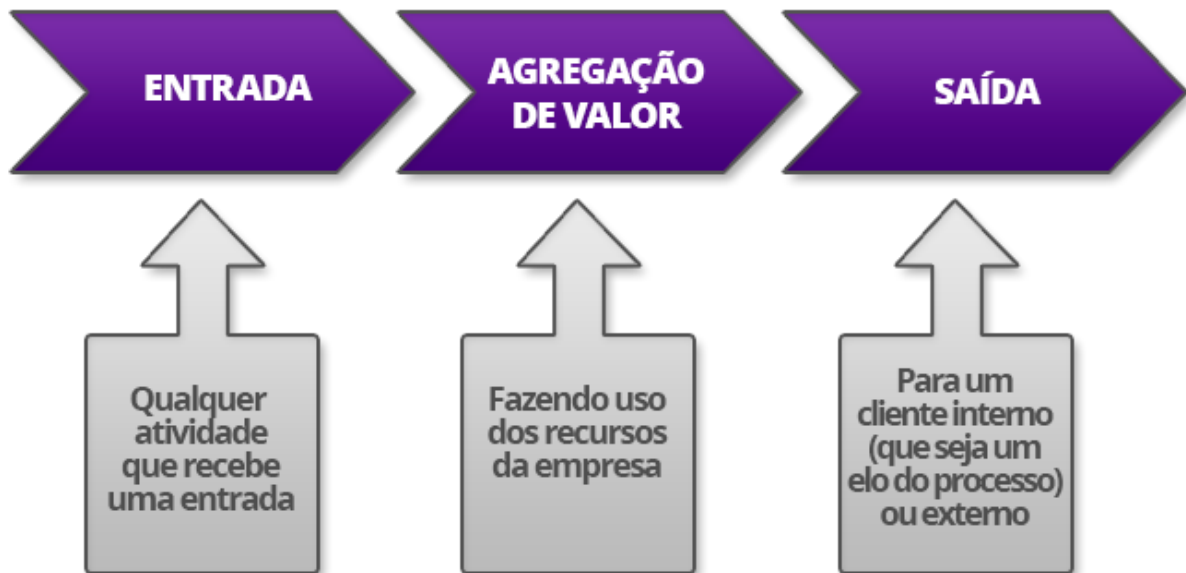 ENTRADA
AGREGAÇÃO
DE VALOR
SAÍDA
Qualquer
atividade
que recebe
uma entrada
Fazendo uso
dos recursos
da empresa
Para um
cliente interno
(que seja um
elo do processo)
ou externo